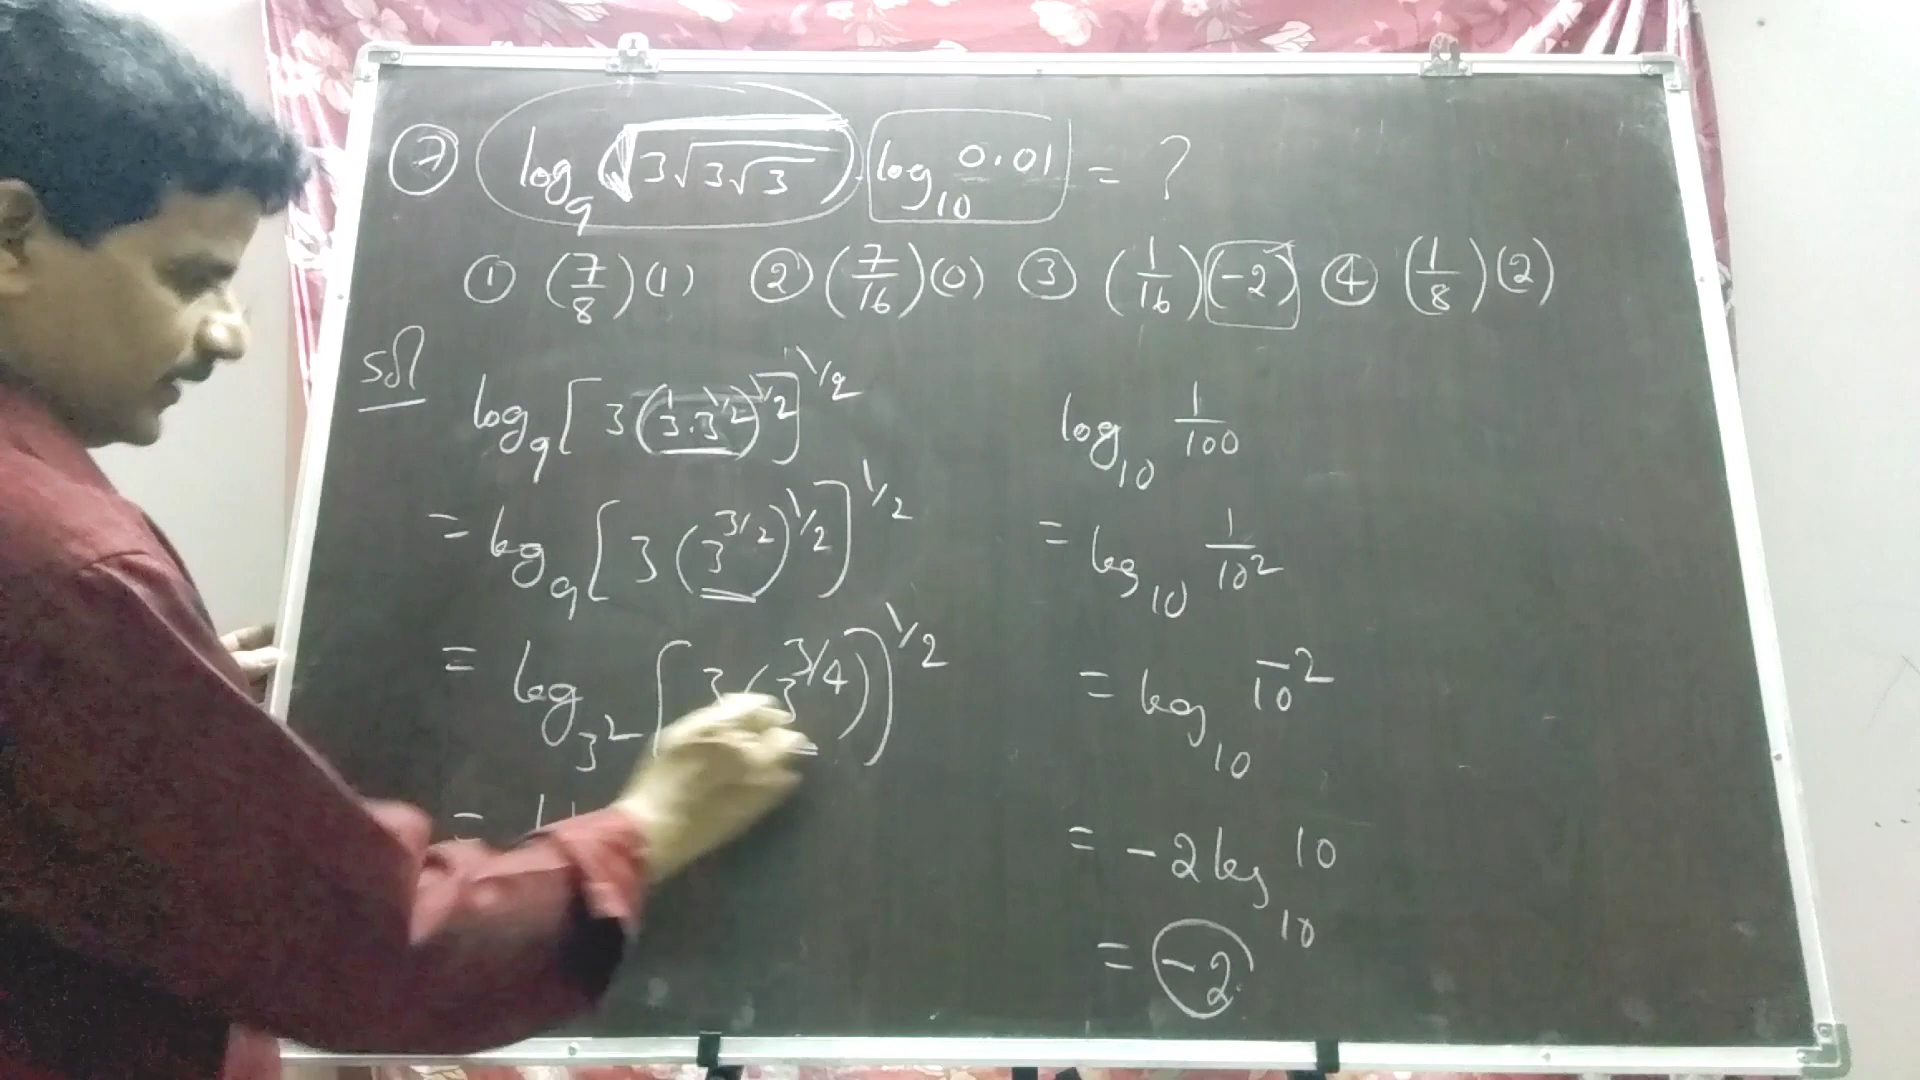 ⑦ log₉ (√3√3√3) . log₁₀ 0.01 = ?
① (7/8)(1) ② (7/16)(0) ③ (1/16)(-2) ④ (1/8)(2)
Sol
log₉ [3(3¹.3^1/2)^1/2]^1/2
= log₉ [3(3^3/2)^1/2]^1/2
= log_3² [3(3^3/4)]^1/2
=
log₁₀ 1/100
= log₁₀ 1/10²
= log₁₀ 10^-2
= -2 log₁₀ 10
= -2